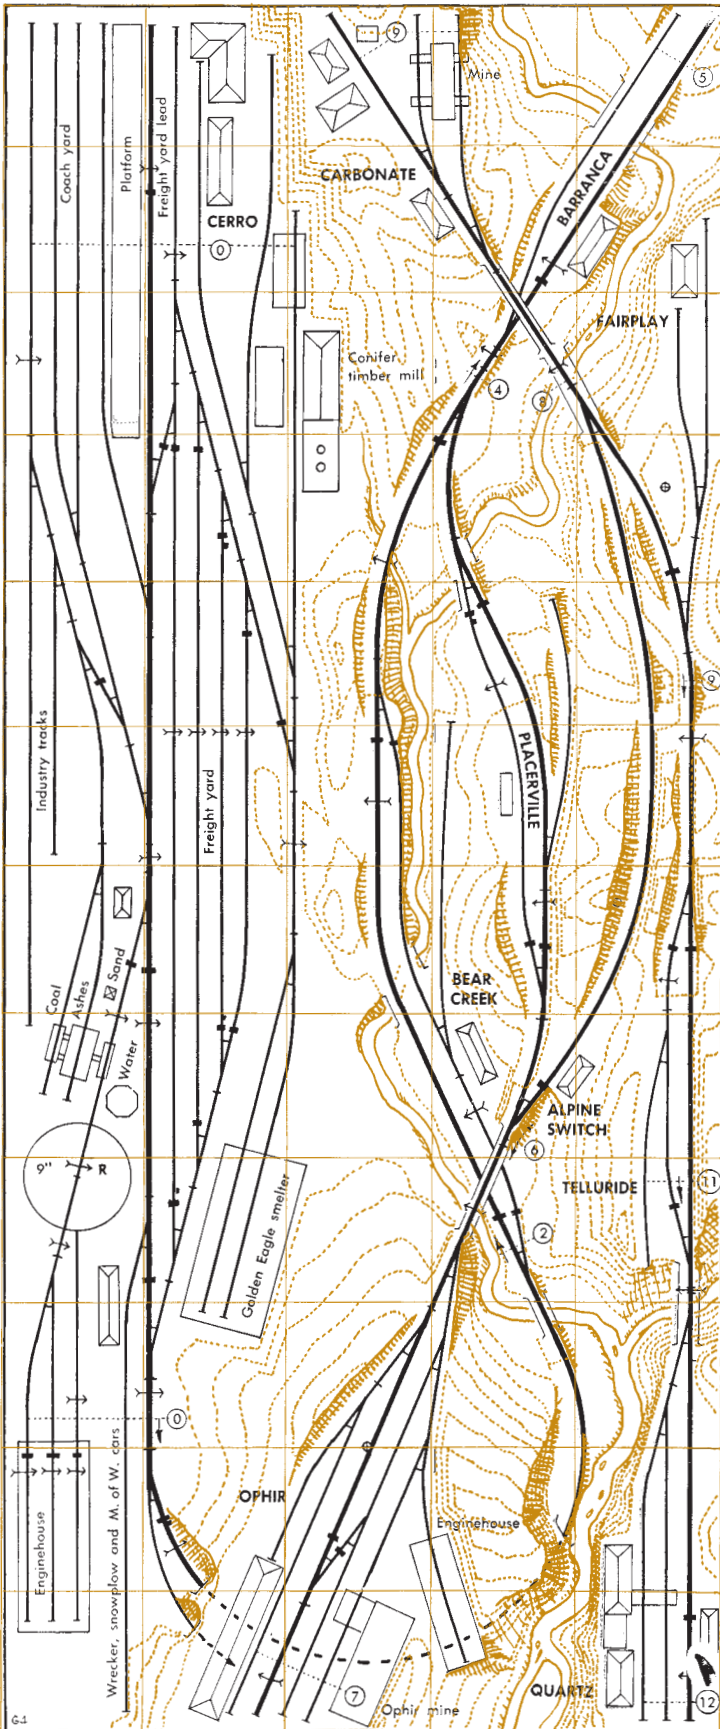 Coach yard
Platform
Freight yard lead
CERRO
0
9
Mine
5
CARBONATE
BARRANCA
FAIRPLAY
Conifer
timber mill
4
8
Industry tracks
Freight yard
PLACERVILLE
9
Coal
Ashes
Sand
Water
BEAR
CREEK
ALPINE
SWITCH
6
9" R
TELLURIDE
11
2
Golden Eagle smelter
0
Enginehouse
Wrecker, snowplow and M. of W. cars
OPHIR
Enginehouse
7
Ophir mine
QUARTZ
12